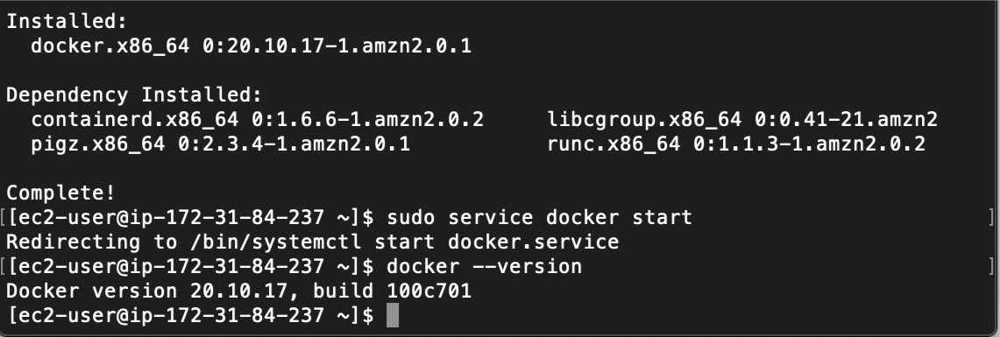 Installed:
  docker.x86_64 0:20.10.17-1.amzn2.0.1

Dependency Installed:
  containerd.x86_64 0:1.6.6-1.amzn2.0.2     libcgroup.x86_64 0:0.41-21.amzn2
  pigz.x86_64 0:2.3.4-1.amzn2.0.1           runc.x86_64 0:1.1.3-1.amzn2.0.2

Complete!
[[ec2-user@ip-172-31-84-237 ~]$ sudo service docker start ]
Redirecting to /bin/systemctl start docker.service
[[ec2-user@ip-172-31-84-237 ~]$ docker --version ]
Docker version 20.10.17, build 100c701
[ec2-user@ip-172-31-84-237 ~]$